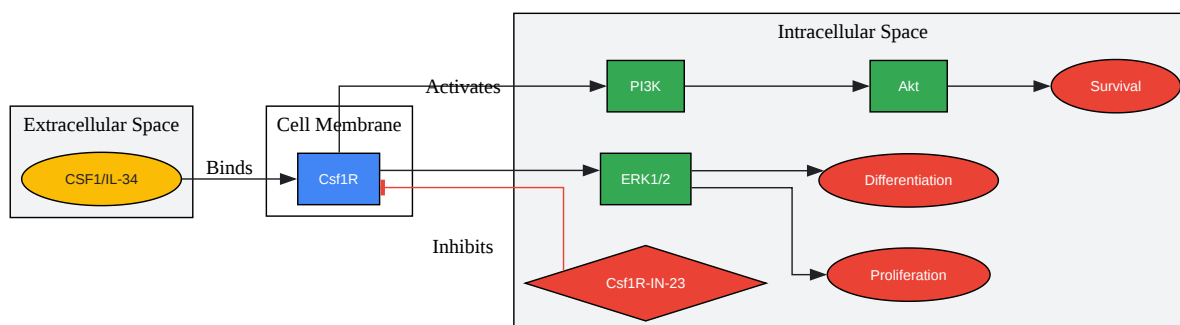 Intracellular Space
Activates
PI3K
Akt
Survival
Extracellular Space
Cell Membrane
CSF1/IL-34
Binds
Csf1R
ERK1/2
Differentiation
Inhibits
Csf1R-IN-23
Proliferation